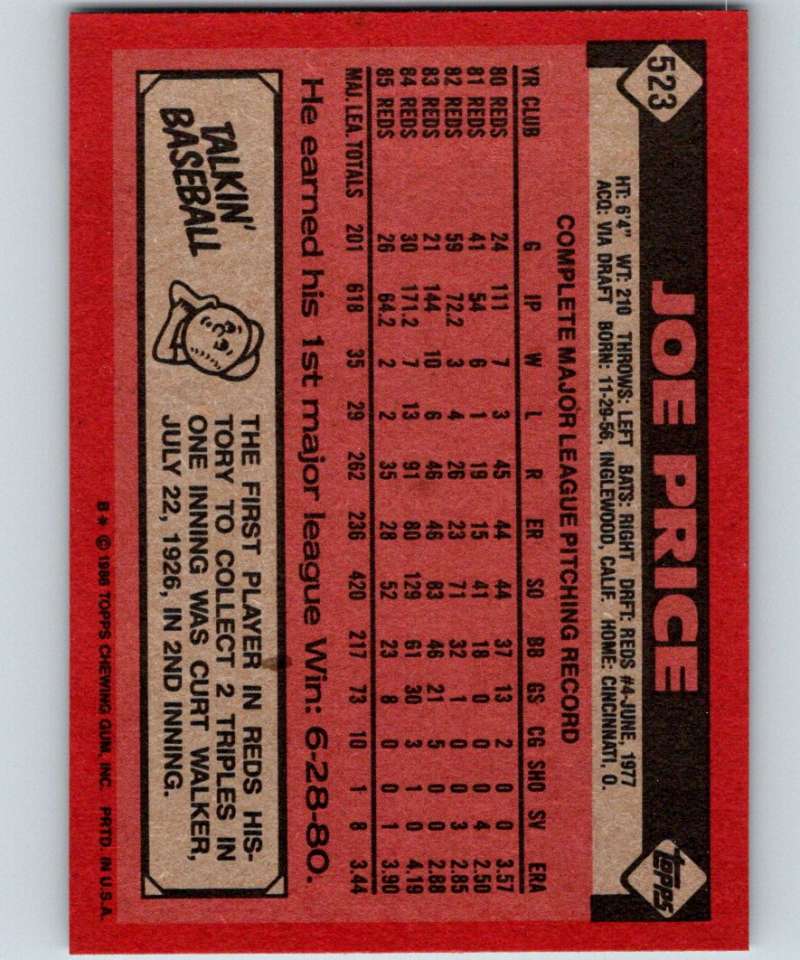 523
JOE PRICE
TOPPS
HT: 6'4" WT: 210 THROWS: LEFT BATS: RIGHT DRFT: REDS #4-JUNE, 1977
ACQ: VIA DRAFT BORN: 11-29-56, INGLEWOOD, CALIF. HOME: CINCINNATI, O.
COMPLETE MAJOR LEAGUE PITCHING RECORD
YR CLUB G IP W L R ER SO BB GS CG SHO SV ERA
80 REDS 24 111 7 3 45 44 44 37 13 2 0 0 3.57
81 REDS 41 54 6 1 19 15 41 18 0 0 0 4 2.50
82 REDS 59 72.2 3 4 26 23 71 32 1 0 0 3 2.85
83 REDS 21 144 10 6 46 46 83 46 21 5 0 0 2.88
84 REDS 30 171.2 7 13 91 80 129 61 30 3 1 0 4.19
85 REDS 26 64.2 2 2 35 28 52 23 8 0 0 1 3.90
MAJ. LEA. TOTALS 201 618 35 29 262 236 420 217 73 10 1 8 3.44
He earned his 1st major league Win: 6-28-80.
TALKIN'
BASEBALL
THE FIRST PLAYER IN REDS HIS-
TORY TO COLLECT 2 TRIPLES IN
ONE INNING WAS CURT WALKER,
JULY 22, 1926, IN 2ND INNING.
B* © 1986 TOPPS CHEWING GUM, INC. PRTD. IN U.S.A.